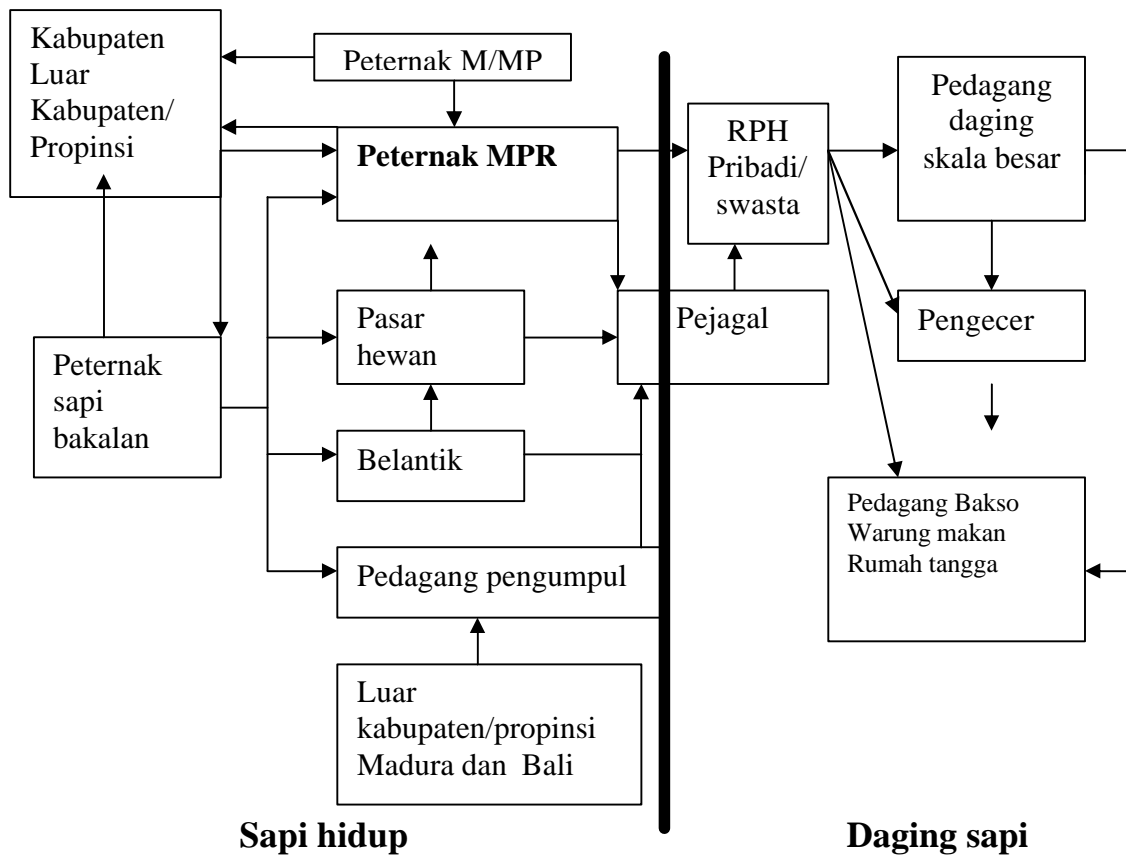 Kabupaten
Luar
Kabupaten/
Propinsi
Peternak M/MP
Peternak MPR
RPH
Pribadi/
swasta
Pedagang
daging
skala besar
Peternak
sapi
bakalan
Pasar
hewan
Pejagal
Pengecer
Belantik
Pedagang Bakso
Warung makan
Rumah tangga
Pedagang pengumpul
Luar
kabupaten/propinsi
Madura dan Bali
Sapi hidup
Daging sapi